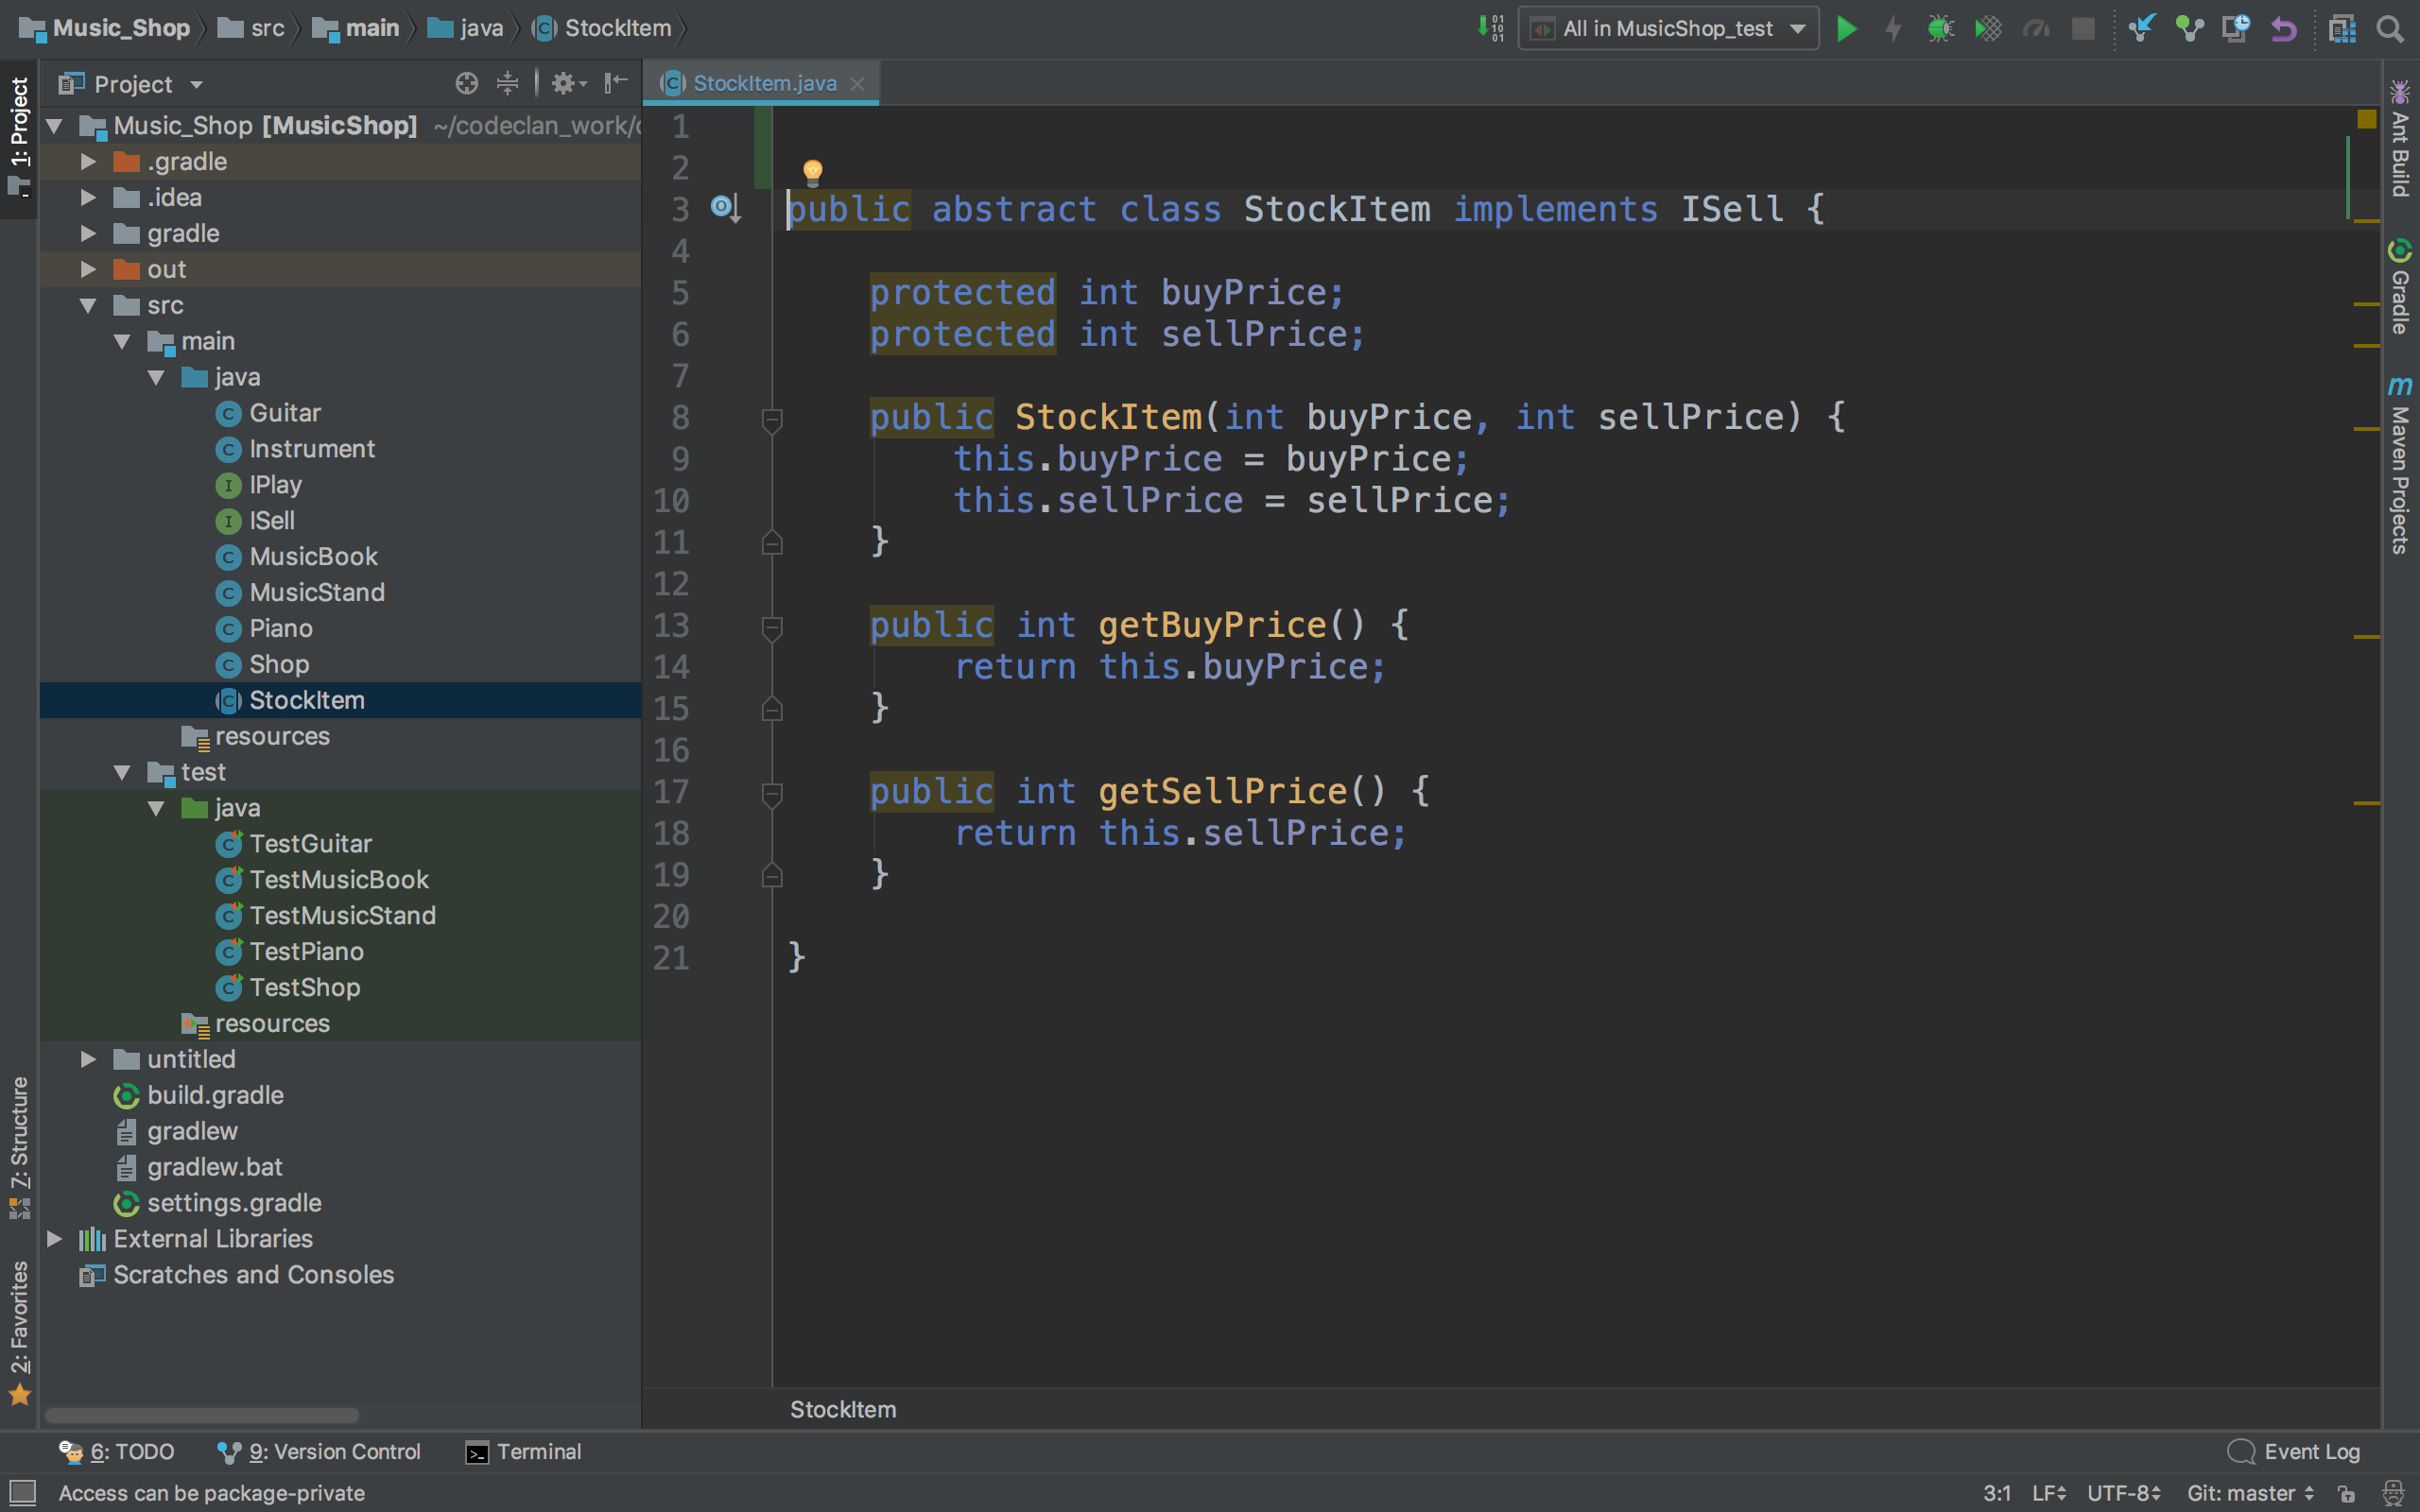 Music_Shop src main java StockItem
All in MusicShop_test
1: Project
Project
StockItem.java
Music_Shop [MusicShop] ~/codeclan_work/
.gradle
.idea
gradle
out
src
main
java
Guitar
Instrument
IPlay
ISell
MusicBook
MusicStand
Piano
Shop
StockItem
resources
test
java
TestGuitar
TestMusicBook
TestMusicStand
TestPiano
TestShop
resources
untitled
build.gradle
gradlew
gradlew.bat
settings.gradle
External Libraries
Scratches and Consoles
7: Structure
2: Favorites
1
2
3 public abstract class StockItem implements ISell {
4
5 protected int buyPrice;
6 protected int sellPrice;
7
8 public StockItem(int buyPrice, int sellPrice) {
9 this.buyPrice = buyPrice;
10 this.sellPrice = sellPrice;
11 }
12
13 public int getBuyPrice() {
14 return this.buyPrice;
15 }
16
17 public int getSellPrice() {
18 return this.sellPrice;
19 }
20
21 }
StockItem
Ant Build
Gradle
Maven Projects
6: TODO 9: Version Control Terminal Event Log
Access can be package-private 3:1 LF UTF-8 Git: master